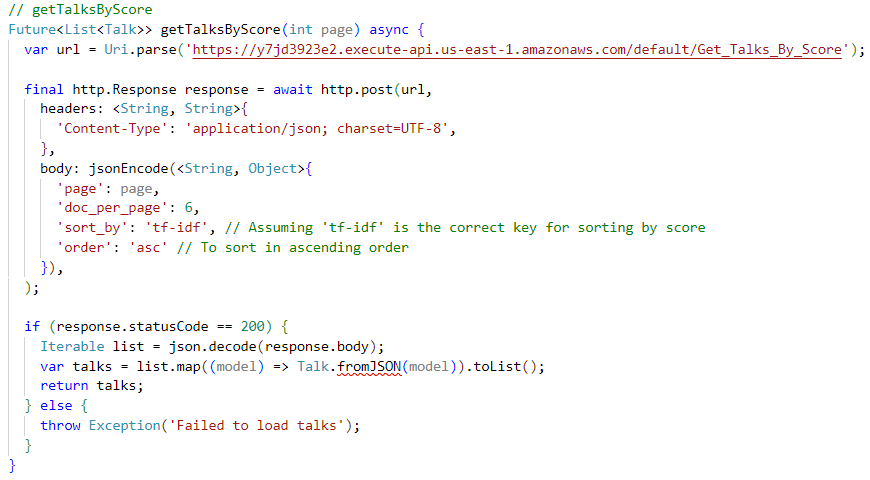 // getTalksByScore
Future<List<Talk>> getTalksByScore(int page) async {
  var url = Uri.parse('https://y7jd3923e2.execute-api.us-east-1.amazonaws.com/default/Get_Talks_By_Score');

  final http.Response response = await http.post(url,
    headers: <String, String>{
      'Content-Type': 'application/json; charset=UTF-8',
    },
    body: jsonEncode(<String, Object>{
      'page': page,
      'doc_per_page': 6,
      'sort_by': 'tf-idf', // Assuming 'tf-idf' is the correct key for sorting by score
      'order': 'asc' // To sort in ascending order
    }),
  );

  if (response.statusCode == 200) {
    Iterable list = json.decode(response.body);
    var talks = list.map((model) => Talk.fromJSON(model)).toList();
    return talks;
  } else {
    throw Exception('Failed to load talks');
  }
}